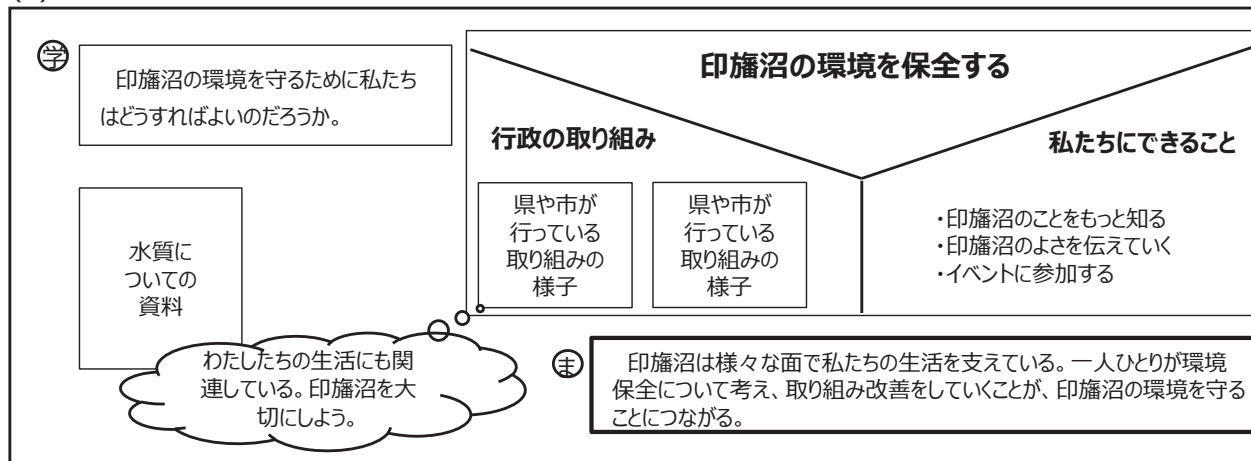 学
印旛沼の環境を守るために私たち
はどうすればよいのだろうか。
水質に
ついての
資料
印旛沼の環境を保全する
行政の取り組み
私たちにできること
県や市が
行っている
取り組みの
様子
県や市が
行っている
取り組みの
様子
・印旛沼のことをもっと知る
・印旛沼のよさを伝えていく
・イベントに参加する
わたしたちの生活にも関
連している。印旛沼を大
切にしよう。
ま
印旛沼は様々な面で私たちの生活を支えている。一人ひとりが環境
保全について考え、取り組み改善をしていくことが、印旛沼の環境を守る
ことにつながる。